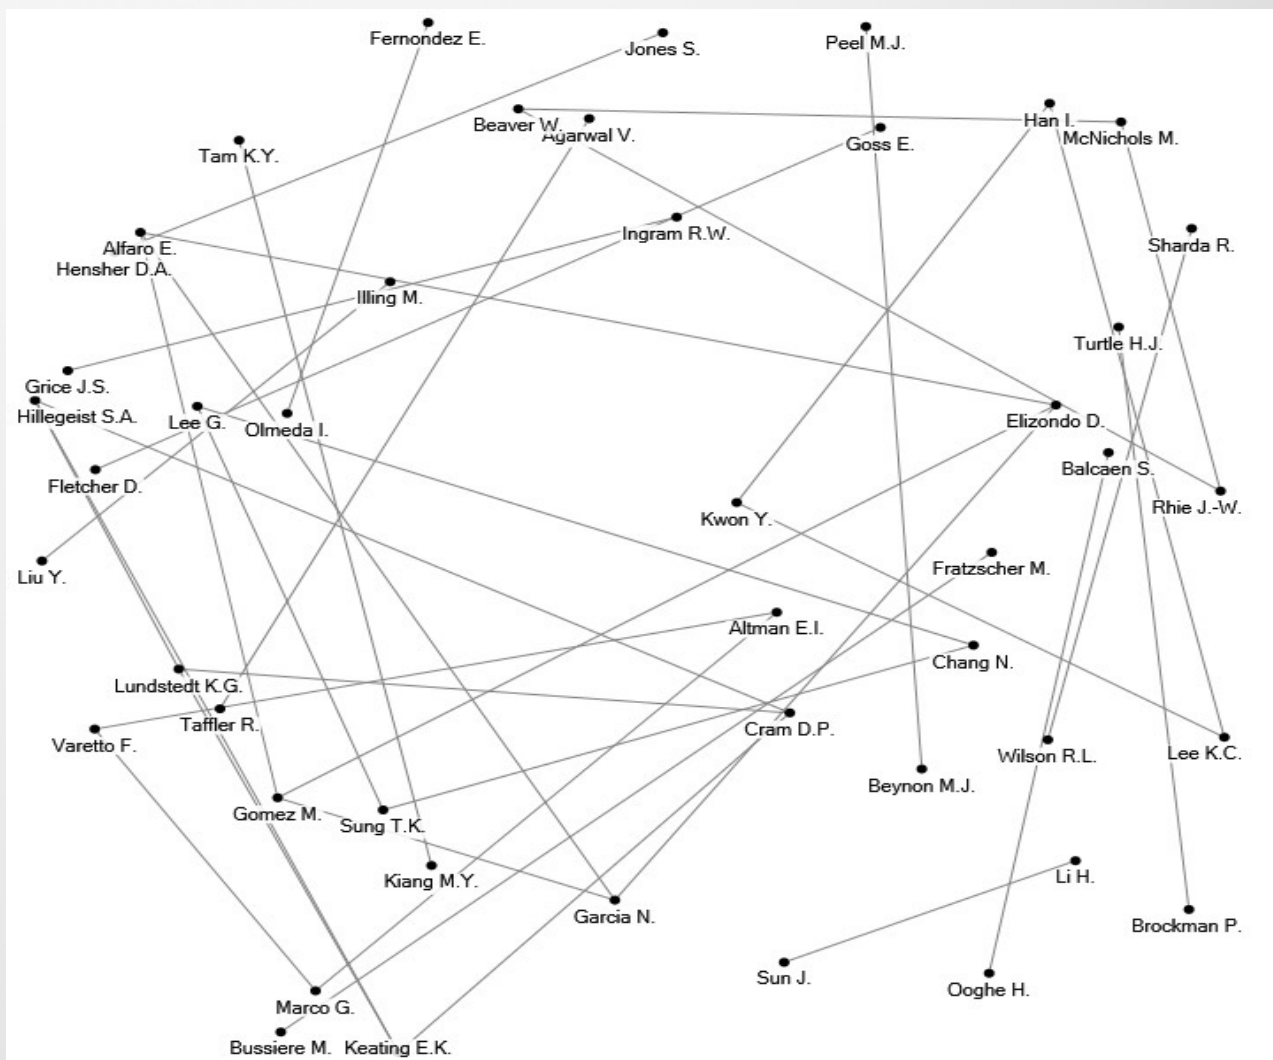 Fernondez E.
Jones S.
Peel M.J.
Beaver W.
Agarwal V.
Han I.
McNichols M.
Goss E.
Tam K.Y.
Ingram R.W.
Sharda R.
Alfaro E.
Hensher D.A.
Illing M.
Turtle H.J.
Grice J.S.
Hillegeist S.A.
Lee G.
Olmeda I.
Elizondo D.
Balcaen S.
Fletcher D.
Rhie J.-W.
Kwon Y.
Liu Y.
Fratzscher M.
Altman E.I.
Chang N.
Lundstedt K.G.
Taffler R.
Cram D.P.
Varetto F.
Wilson R.L.
Lee K.C.
Beynon M.J.
Gomez M.
Sung T.K.
Kiang M.Y.
Li H.
Garcia N.
Brockman P.
Sun J.
Ooghe H.
Marco G.
Bussiere M.
Keating E.K.